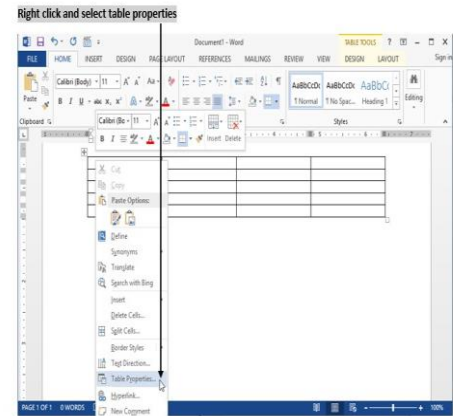 Right click and select table properties
Document1 - Word
TABLE TOOLS
FILE HOME INSERT DESIGN PAGE LAYOUT REFERENCES MAILINGS REVIEW VIEW DESIGN LAYOUT Sign in
Calibri (Body) 11
Paste
B I U abc
AaBbCcDc AaBbCcDc AaBbCc
¶ Normal ¶ No Spac... Heading 1
Editing
Clipboard Styles
Calibri (Bo 11
B I Insert Delete
Cut
Copy
Paste Options:
Define
Synonyms
Translate
Search with Bing
Insert
Delete Cells...
Split Cells...
Border Styles
Text Direction...
Table Properties...
Hyperlink...
New Comment
PAGE 1 OF 1 0 WORDS 100%